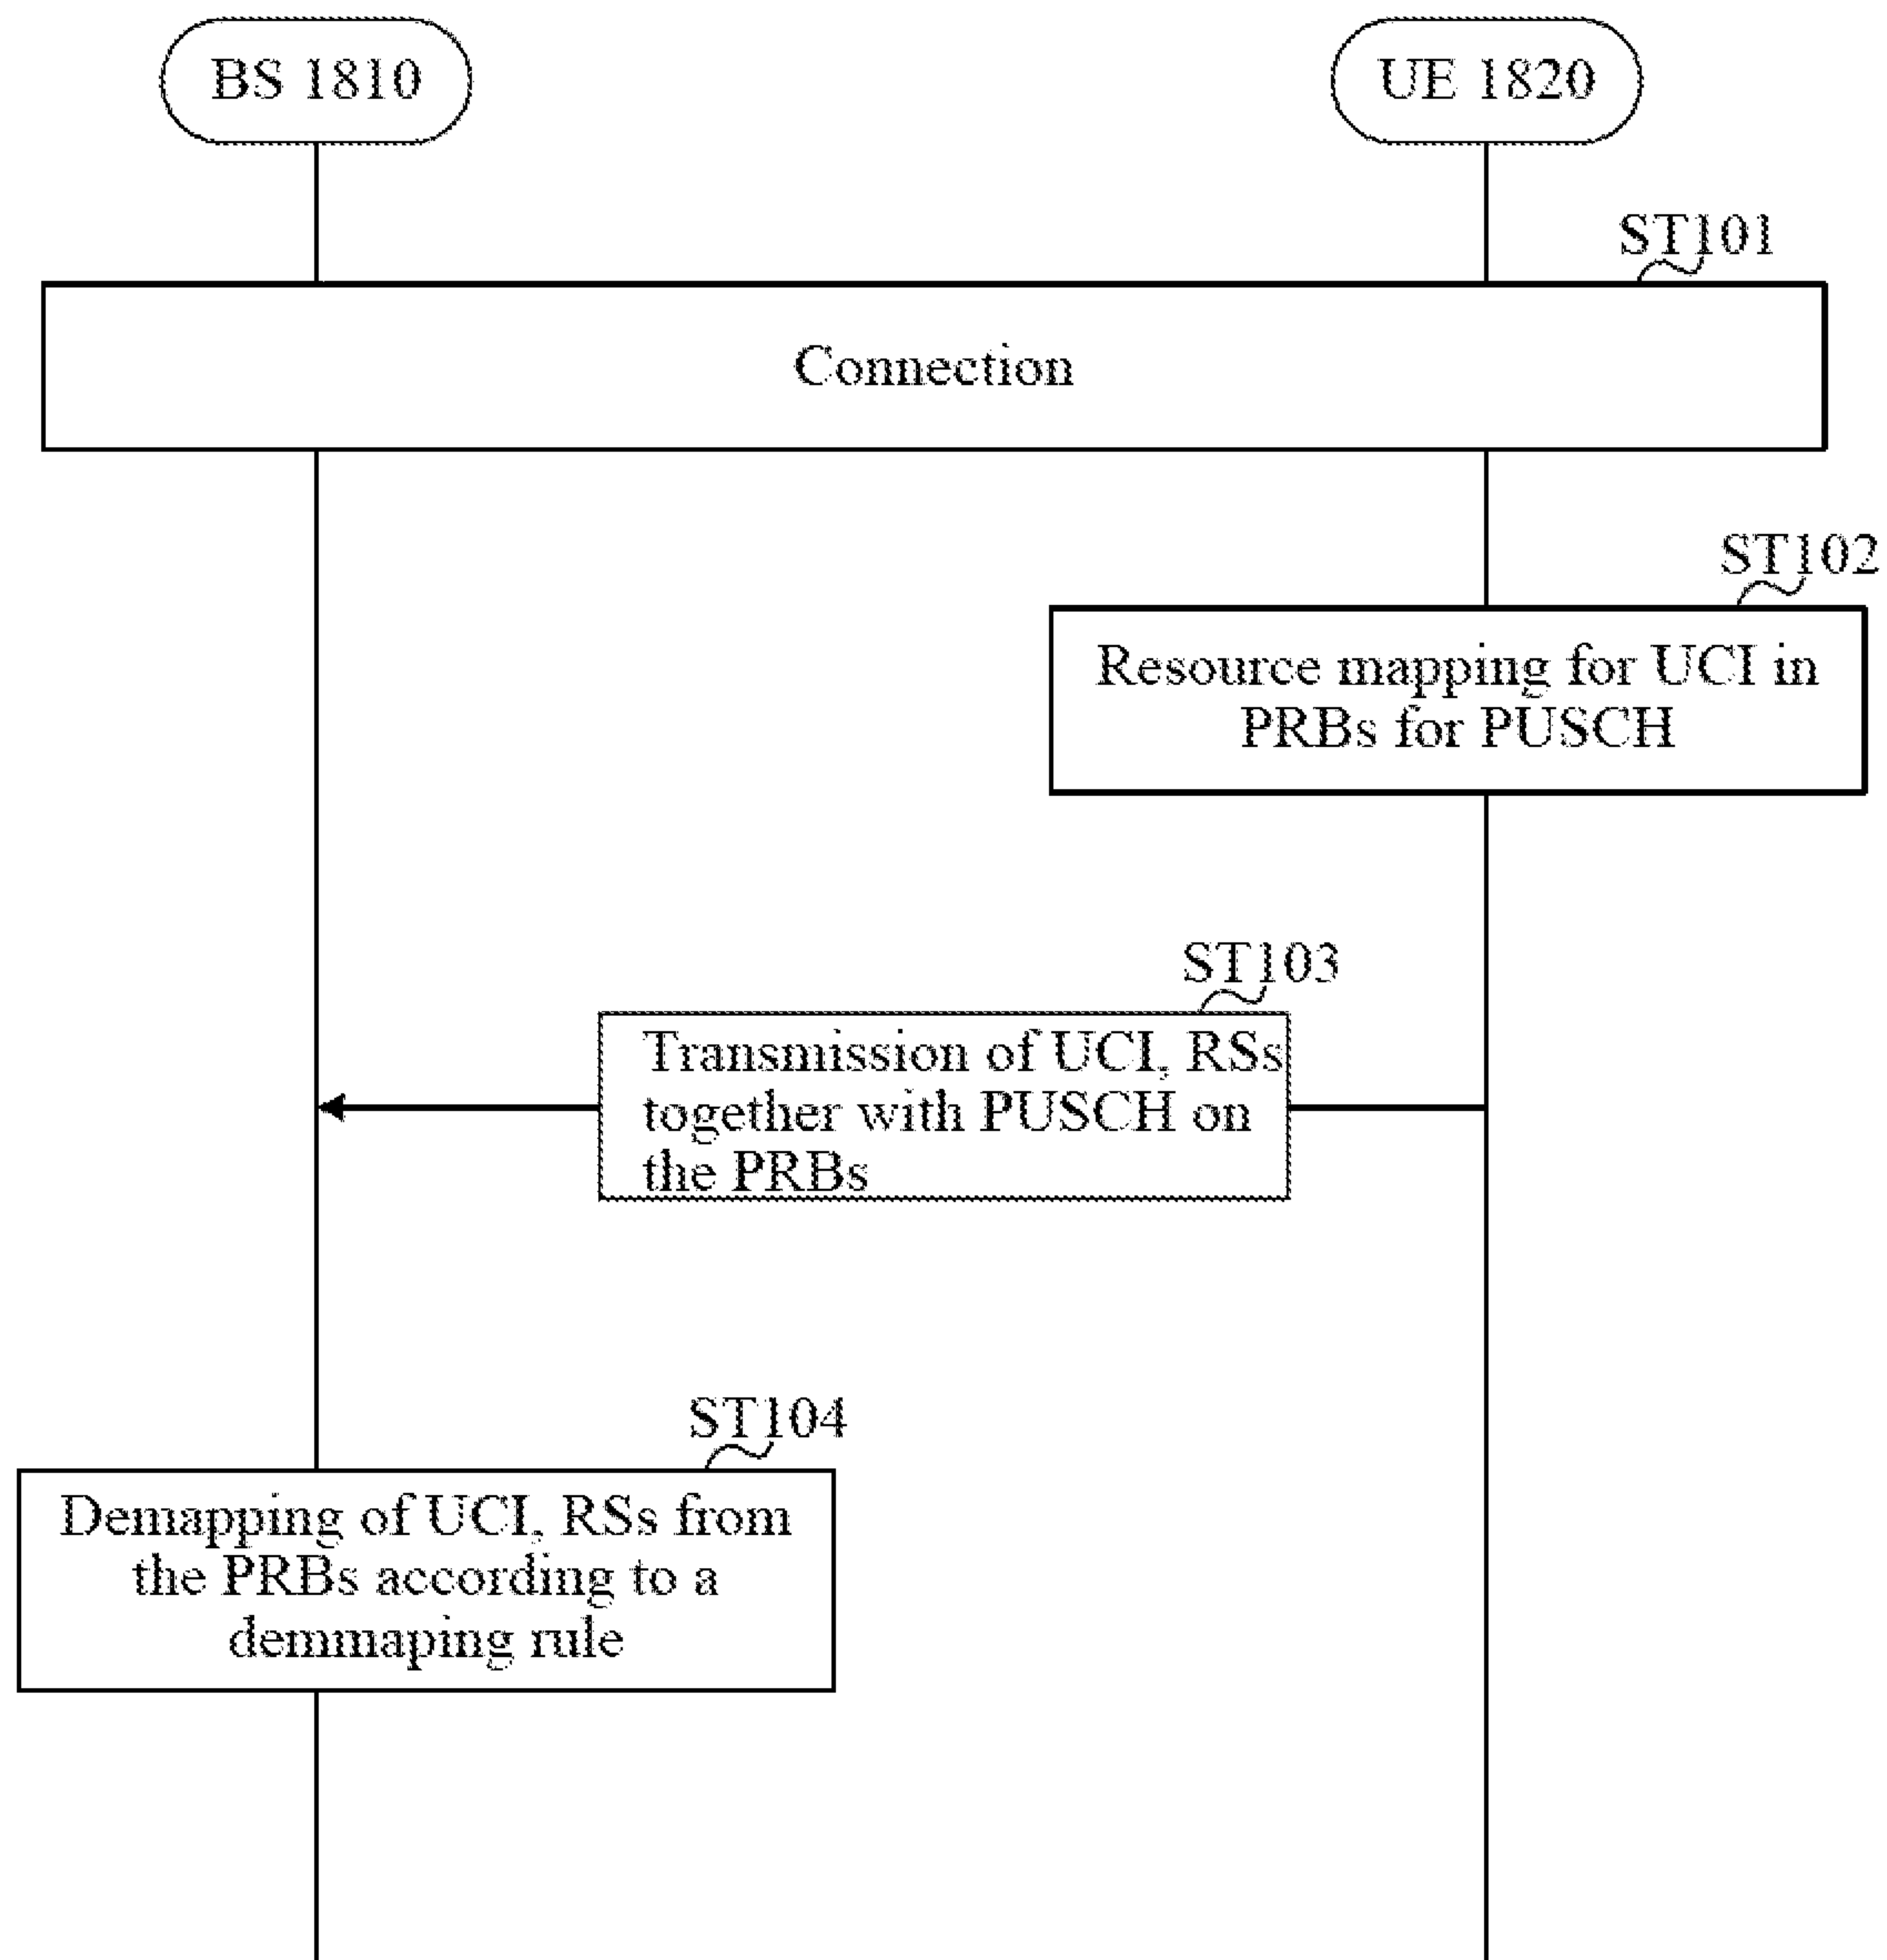 BS 1810
UE 1820
ST101
Connection
ST102
Resource mapping for UCI in
PRBs for PUSCH
ST103
Transmission of UCI, RSs
together with PUSCH on
the PRBs
ST104
Demapping of UCI, RSs from
the PRBs according to a
demmaping rule